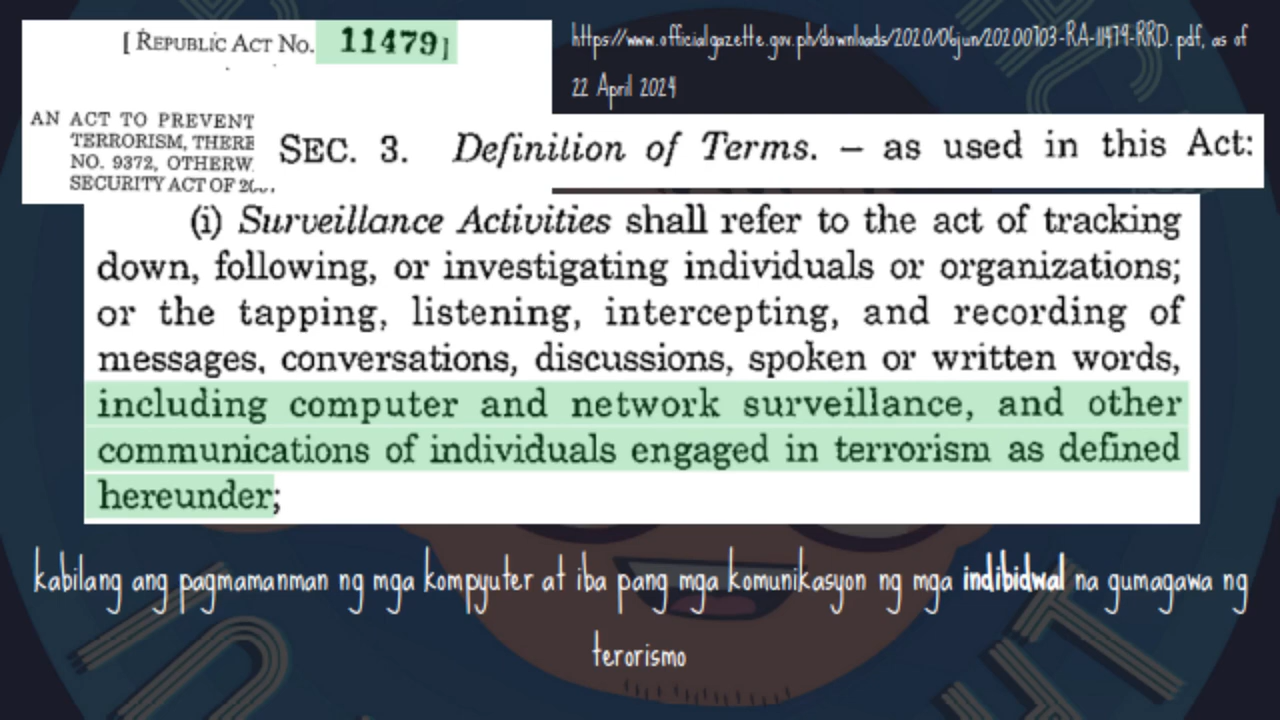 [ REPUBLIC ACT NO. 11479 ]
https://www.officialgazette.gov.ph/downloads/2020/06jun/20200703-RA-11479-RRD.pdf, as of
22 April 2024
AN ACT TO PREVENT
TERRORISM, THERE
NO. 9372, OTHERW
SECURITY ACT OF
SEC. 3. Definition of Terms. – as used in this Act:
(i) Surveillance Activities shall refer to the act of tracking
down, following, or investigating individuals or organizations;
or the tapping, listening, intercepting, and recording of
messages, conversations, discussions, spoken or written words,
including computer and network surveillance, and other
communications of individuals engaged in terrorism as defined
hereunder;
kabilang ang pagmamanman ng mga kompyuter at iba pang mga komunikasyon ng mga indibidwal na gumagawa ng
terorismo